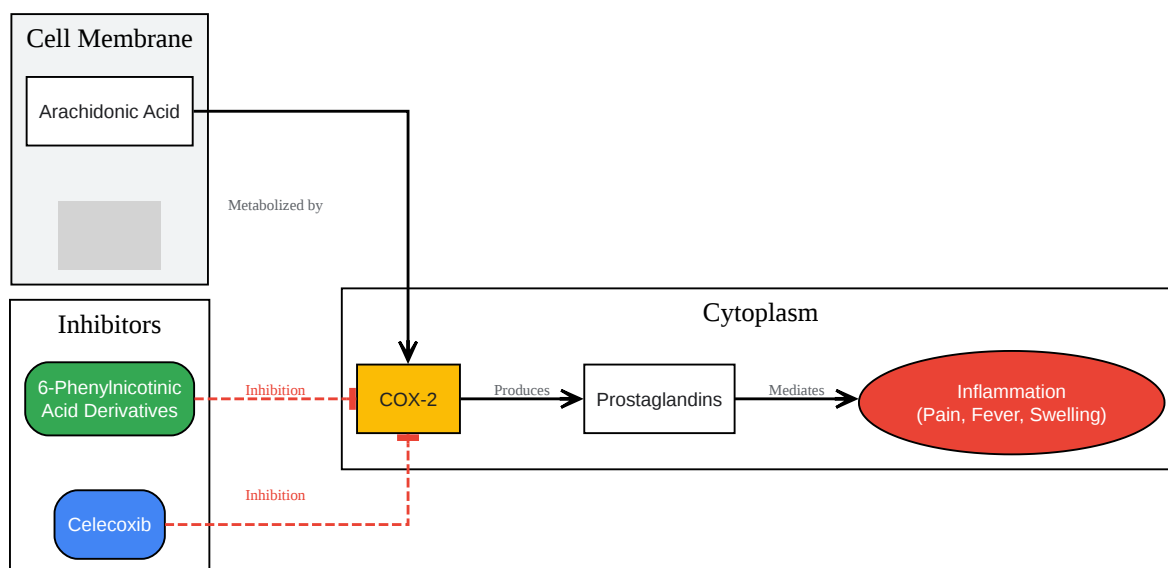 Cell Membrane
Arachidonic Acid
Metabolized by
Inhibitors
6-Phenylnicotinic
Acid Derivatives
Inhibition
Celecoxib
Inhibition
Cytoplasm
COX-2
Produces
Prostaglandins
Mediates
Inflammation
(Pain, Fever, Swelling)